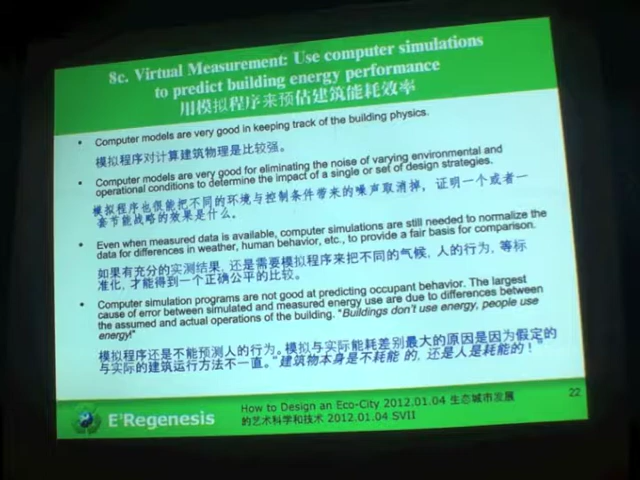 8c. Virtual Measurement: Use computer simulations
to predict building energy performance
用模拟程序来预估建筑能耗效率
• Computer models are very good in keeping track of the building physics.
模拟程序对计算建筑物理是比较强。
• Computer models are very good for eliminating the noise of varying environmental and
operational conditions to determine the impact of a single or set of design strategies.
模拟程序也很能把不同的环境与控制条件带来的噪声取消掉，证明一个或者一
套节能战略的效果是什么。
• Even when measured data is available, computer simulations are still needed to normalize the
data for differences in weather, human behavior, etc., to provide a fair basis for comparison.
如果有充分的实测结果，还是需要模拟程序来把不同的气候，人的行为，等标
准化，才能得到一个正确公平的比较。
• Computer simulation programs are not good at predicting occupant behavior. The largest
cause of error between simulated and measured energy use are due to differences between
the assumed and actual operations of the building. "Buildings don't use energy, people use
energy!"
模拟程序还是不能预测人的行为。模拟与实际能耗差别最大的原因是因为假定的
与实际的建筑运行方法不一直。"建筑物本身是不耗能 的，还是人是耗能的！"
E³Regenesis
How to Design an Eco-City 2012.01.04 生态城市发展
的艺术科学和技术 2012.01.04 SVII
22